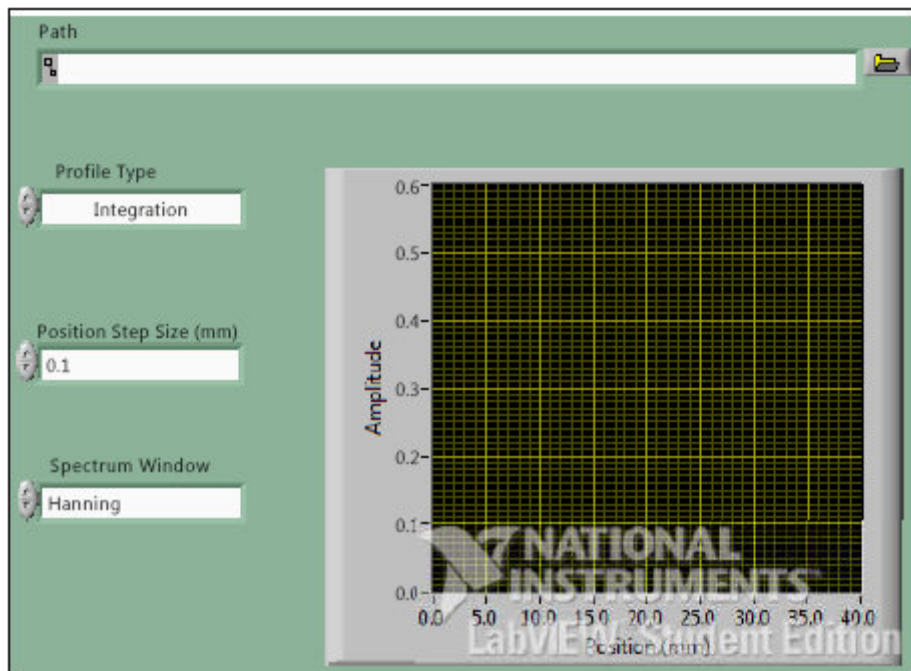 Path
Profile Type
Integration
Position Step Size (mm)
0.1
Spectrum Window
Hanning
Amplitude
0.6
0.5
0.4
0.3
0.2
0.1
0.0
0.0 5.0 10.0 15.0 20.0 25.0 30.0 35.0 40.0
Position (mm)
NATIONAL
INSTRUMENTS
LabVIEW Student Edition